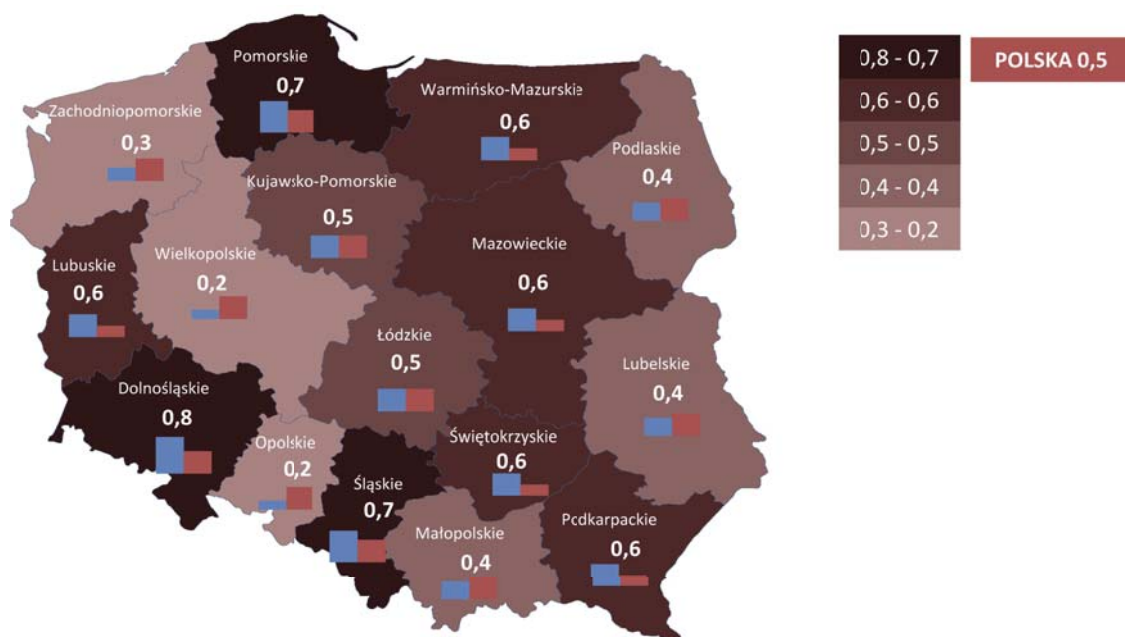 Pomorskie
0,7
Warmińsko-Mazurskie
0,6
Zachodniopomorskie
0,3
Podlaskie
0,4
Kujawsko-Pomorskie
0,5
Mazowieckie
0,6
Wielkopolskie
0,2
Lubuskie
0,6
Łódzkie
0,5
Lubelskie
0,4
Dolnośląskie
0,8
Opolskie
0,2
Świętokrzyskie
0,6
Śląskie
0,7
Małopolskie
0,4
Pcdkarpackie
0,6
0,8 - 0,7
0,6 - 0,6
0,5 - 0,5
0,4 - 0,4
0,3 - 0,2
POLSKA 0,5